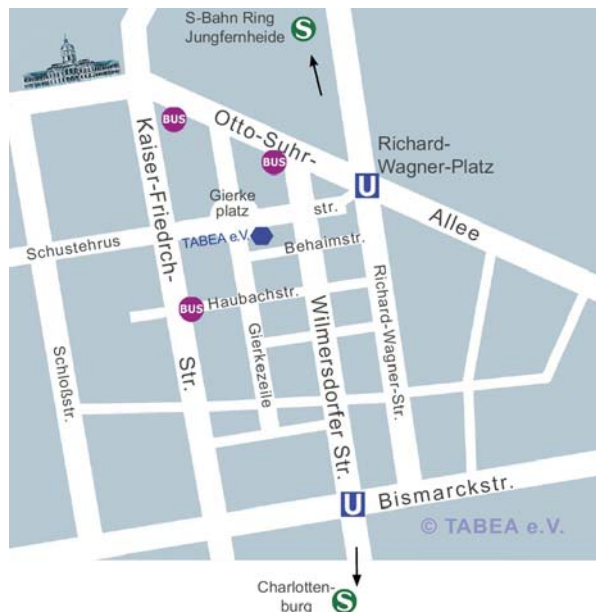 S-Bahn Ring
Jungfernheide
S
BUS
Otto-Suhr-
Allee
BUS
Richard-
Wagner-Platz
U
Kaiser-Friedrch-
Str.
Gierke
platz
Schustehrus
str.
TABEA e.V.
Behaimstr.
Haubachstr.
BUS
Wilmersdorfer Str.
Richard-Wagner-Str.
Gierkezeile
Schloßstr.
U
Bismarckstr.
© TABEA e.V.
Charlotten-
burg
S